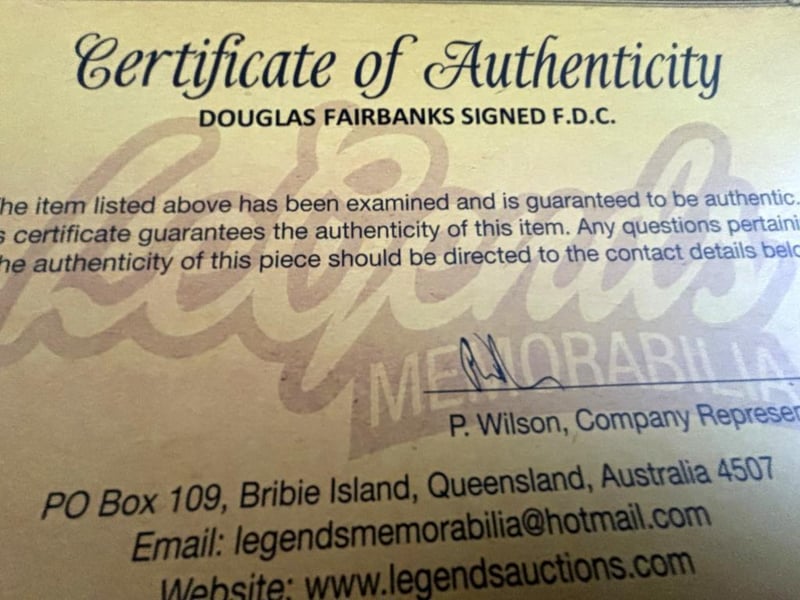 Certificate of Authenticity
DOUGLAS FAIRBANKS SIGNED F.D.C.
he item listed above has been examined and is guaranteed to be authentic.
s certificate guarantees the authenticity of this item. Any questions pertaini
he authenticity of this piece should be directed to the contact details belo
Legends
MEMORABILIA
P. Wilson, Company Represen
PO Box 109, Bribie Island, Queensland, Australia 4507
Email: legendsmemorabilia@hotmail.com
Website: www.legendsauctions.com